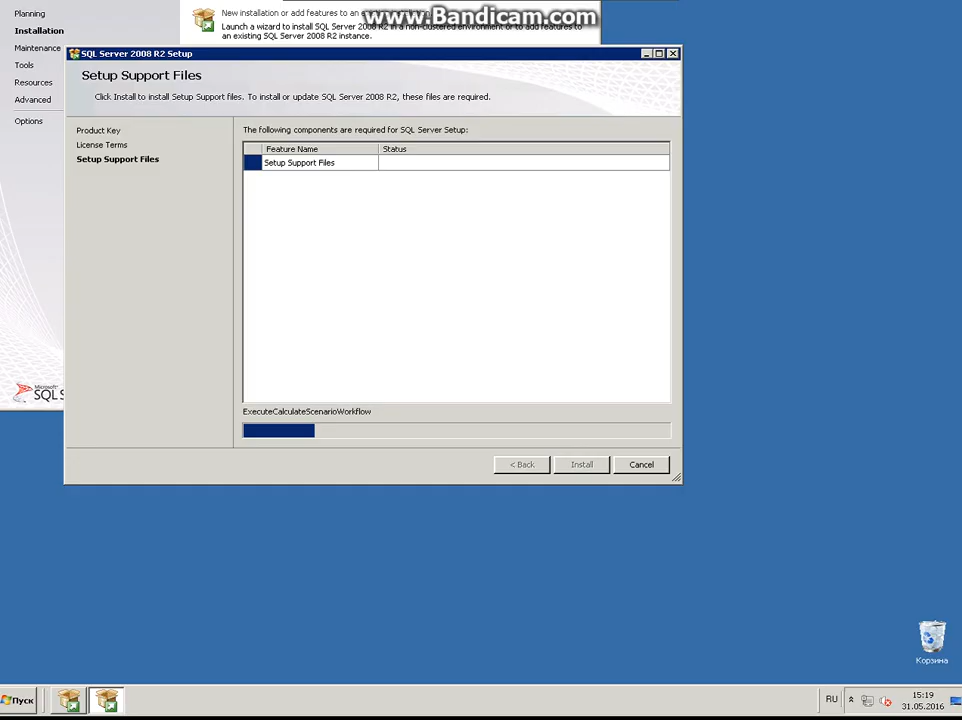 www.Bandicam.com
Planning
Installation
Maintenance
Tools
Resources
Advanced
Options
New installation or add features to an existing installation.
Launch a wizard to install SQL Server 2008 R2 in a non-clustered environment or to add features to
an existing SQL Server 2008 R2 instance.
SQL Server 2008 R2 Setup
Setup Support Files
Click Install to install Setup Support files. To install or update SQL Server 2008 R2, these files are required.
Product Key
License Terms
Setup Support Files
The following components are required for SQL Server Setup:
Feature Name Status
Setup Support Files
ExecuteCalculateScenarioWorkflow
< Back Install Cancel
Microsoft
SQL S
Корзина
Пуск
RU
15:19
31.05.2016